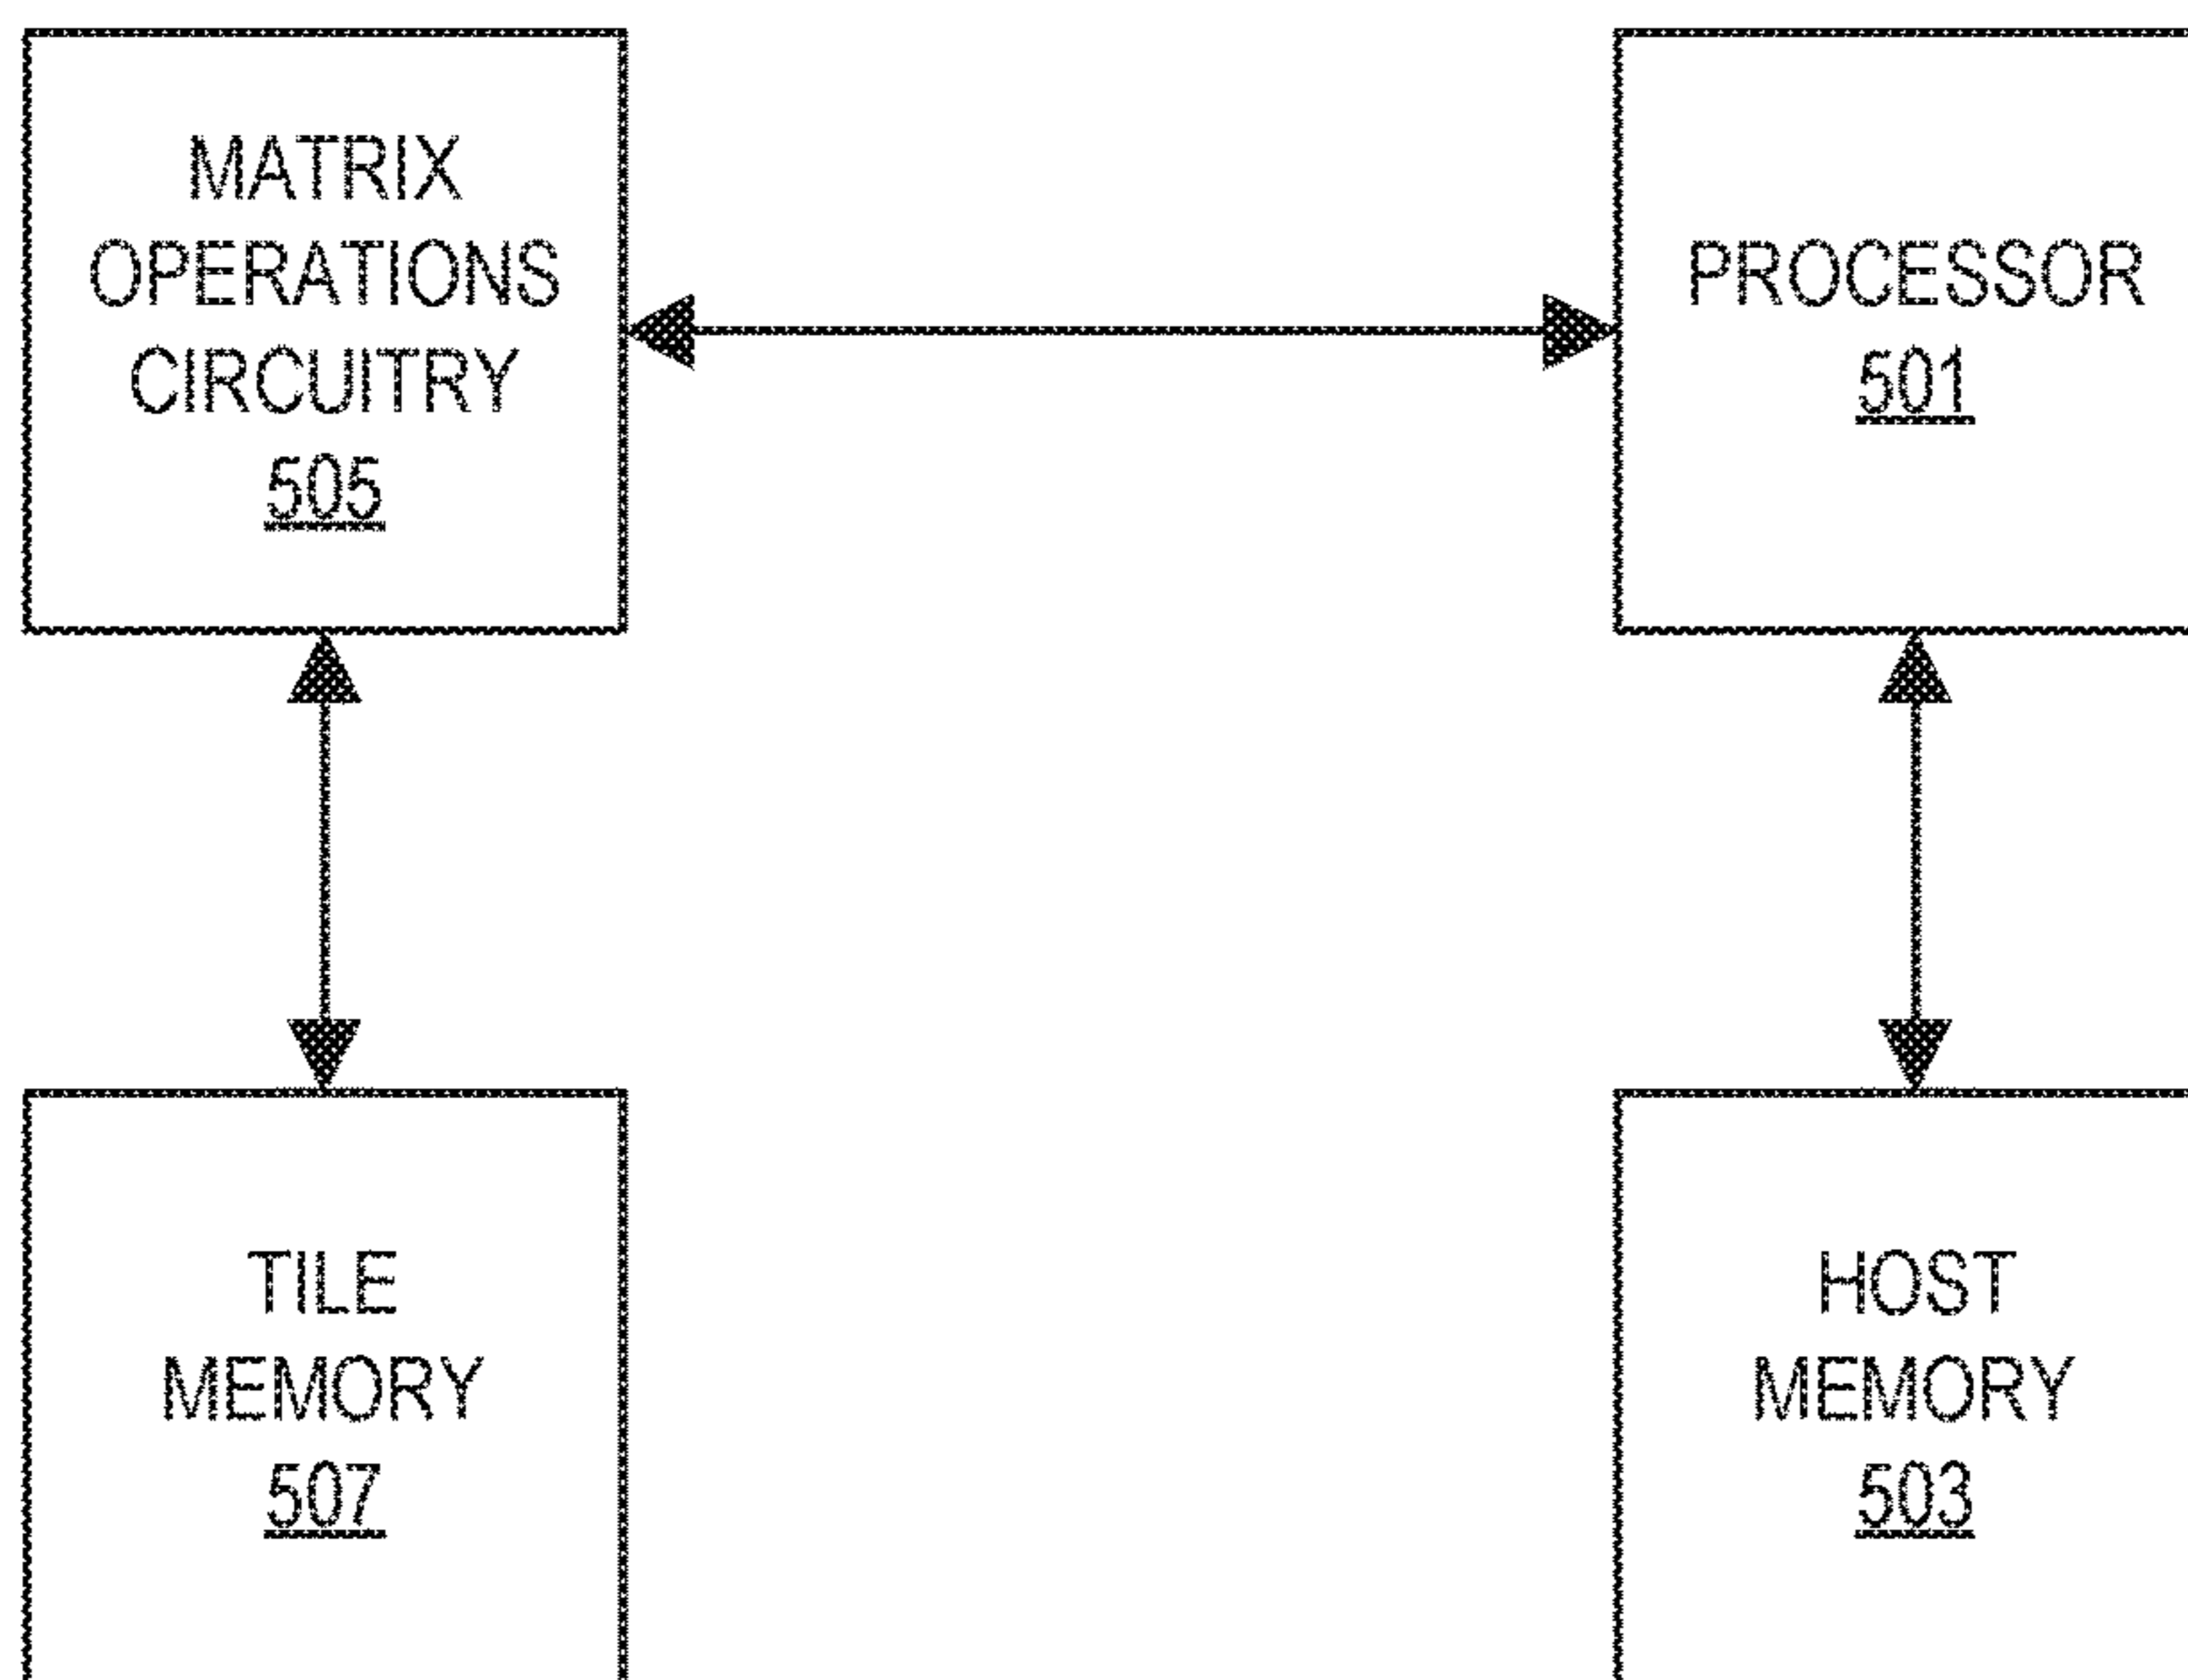 MATRIX
OPERATIONS
CIRCUITRY
505
PROCESSOR
501
TILE
MEMORY
507
HOST
MEMORY
503